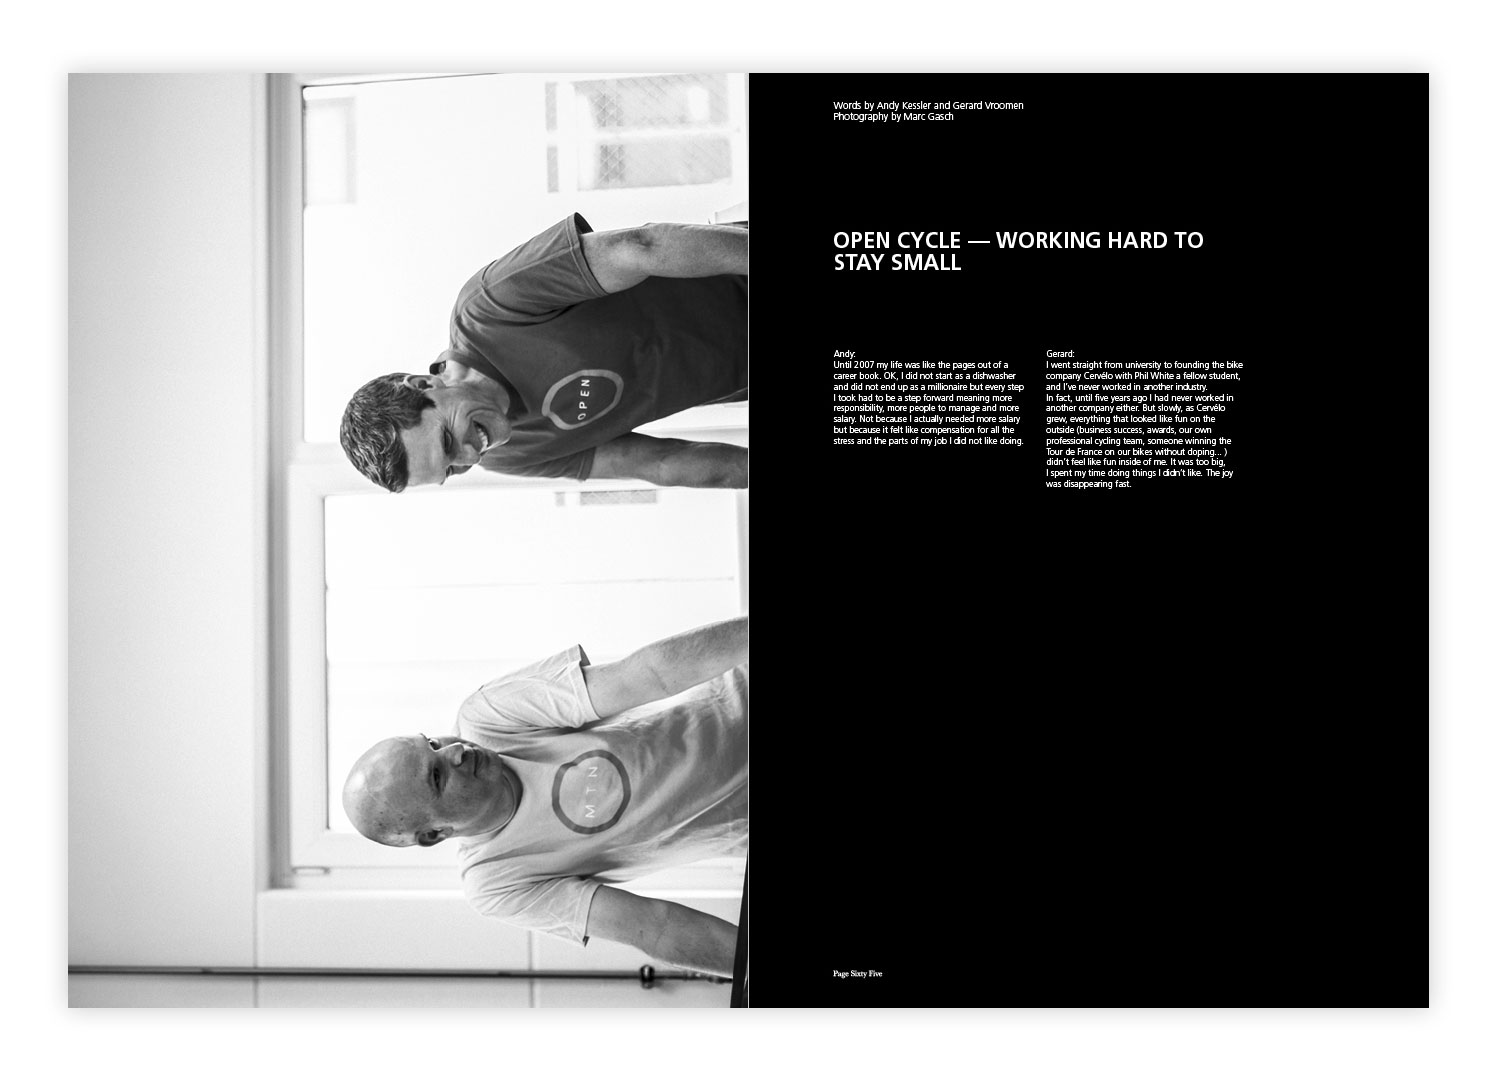 Words by Andy Kessler and Gerard Vroomen
Photography by Marc Gasch
OPEN CYCLE — WORKING HARD TO
STAY SMALL
Andy:
Until 2007 my life was like the pages out of a
career book. OK, I did not start as a dishwasher
and did not end up as a millionaire but every step
I took had to be a step forward meaning more
responsibility, more people to manage and more
salary. Not because I actually needed more salary
but because it felt like compensation for all the
stress and the parts of my job I did not like doing.
Gerard:
I went straight from university to founding the bike
company Cervélo with Phil White a fellow student,
and I've never worked in another industry.
In fact, until five years ago I had never worked in
another company either. But slowly, as Cervélo
grew, everything that looked like fun on the
outside (business success, awards, our own
professional cycling team, someone winning the
Tour de France on our bikes without doping... )
didn't feel like fun inside of me. It was too big,
I spent my time doing things I didn't like. The joy
was disappearing fast.
OPEN
MTN
Page Sixty Five